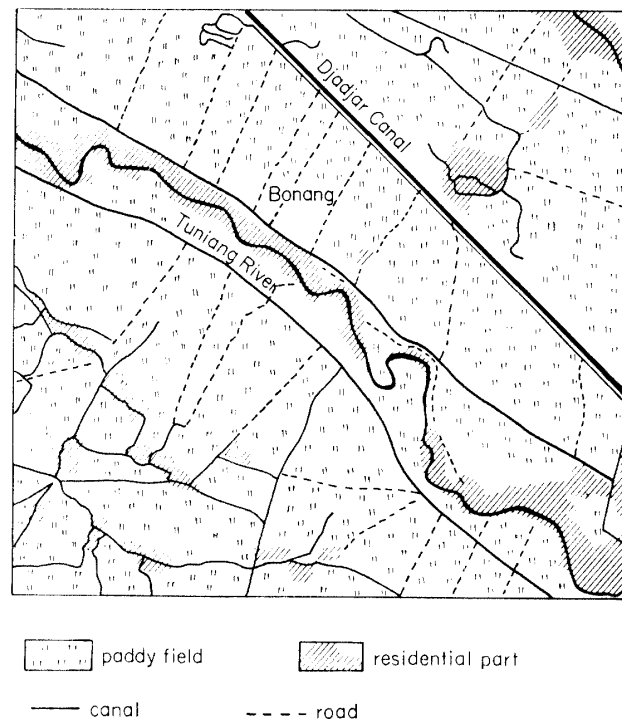 Djadjar Canal
Bonang
Tuniang River
paddy field
residential part
canal
road